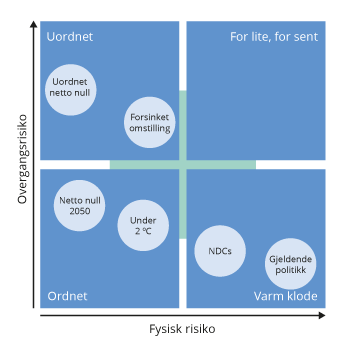 Uordnet
For lite, for sent
Uordnet
netto null
Forsinket
omstilling
Overgangsrisiko
Netto null
2050
Under
2 ºC
NDCs
Gjeldende
politikk
Ordnet
Varm klode
Fysisk risiko